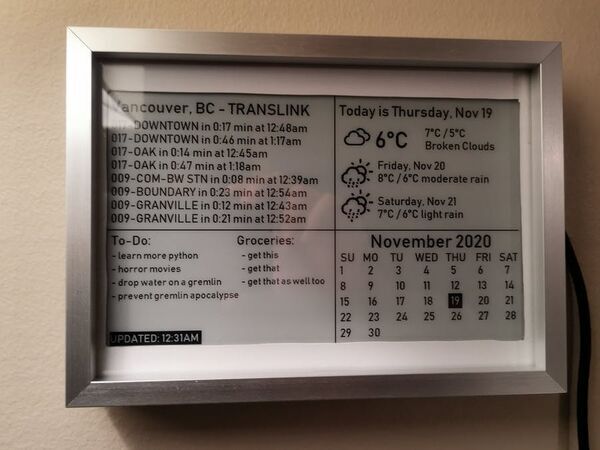 Vancouver, BC - TRANSLINK
017-DOWNTOWN in 0:17 min at 12:48am
017-DOWNTOWN in 0:46 min at 1:17am
017-OAK in 0:14 min at 12:45am
017-OAK in 0:47 min at 1:18am
009-COM-BW STN in 0:08 min at 12:39am
009-BOUNDARY in 0:23 min at 12:54am
009-GRANVILLE in 0:12 min at 12:43am
009-GRANVILLE in 0:21 min at 12:52am
Today is Thursday, Nov 19
6°C
7°C / 5°C
Broken Clouds
Friday, Nov 20
8°C / 6°C moderate rain
Saturday, Nov 21
7°C / 6°C light rain
To-Do:
- learn more python
- horror movies
- drop water on a gremlin
- prevent gremlin apocalypse
Groceries:
- get this
- get that
- get that as well too
UPDATED: 12:31AM
November 2020
SU MO TU WED THU FRI SAT
1 2 3 4 5 6 7
8 9 10 11 12 13 14
15 16 17 18 19 20 21
22 23 24 25 26 27 28
29 30